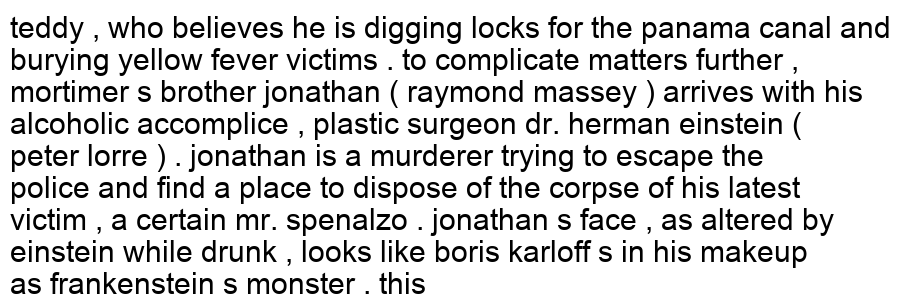 teddy , who believes he is digging locks for the panama canal and
burying yellow fever victims . to complicate matters further ,
mortimer s brother jonathan ( raymond massey ) arrives with his
alcoholic accomplice , plastic surgeon dr. herman einstein (
peter lorre ) . jonathan is a murderer trying to escape the
police and find a place to dispose of the corpse of his latest
victim , a certain mr. spenalzo . jonathan s face , as altered by
einstein while drunk , looks like boris karloff s in his makeup
as frankenstein s monster . this